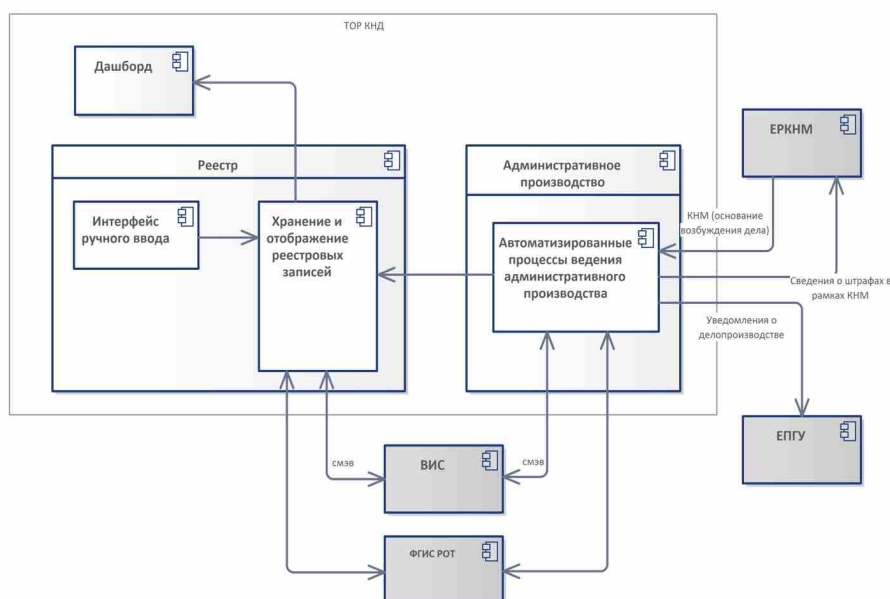 ТОР КНД
Дашборд
ЕРКНМ
Реестр
Административное
производство
Интерфейс
ручного ввода
Хранение и
отображение
реестровых
записей
Автоматизированные
процессы ведения
административного
производства
КНМ (основание
возбуждения дела)
Сведения о штрафах в
рамках КНМ
Уведомления о
делопроизводстве
ЕПГУ
смэв
ВИС
смэв
ФГИС РОТ